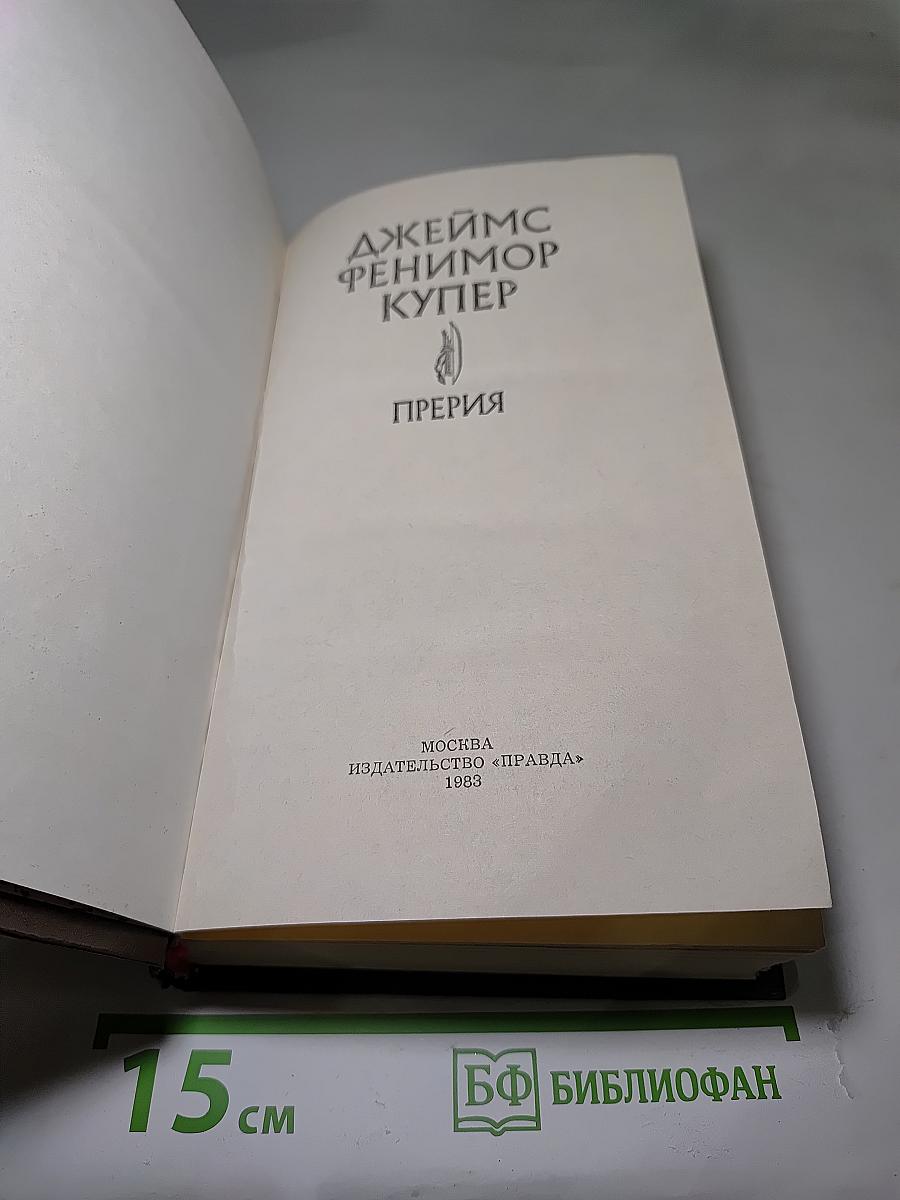 ДЖЕЙМС
ФЕНИМОР
КУПЕР
ПРЕРИЯ
МОСКВА
ИЗДАТЕЛЬСТВО «ПРАВДА»
1983
15 см
БФ БИБЛИОФАН